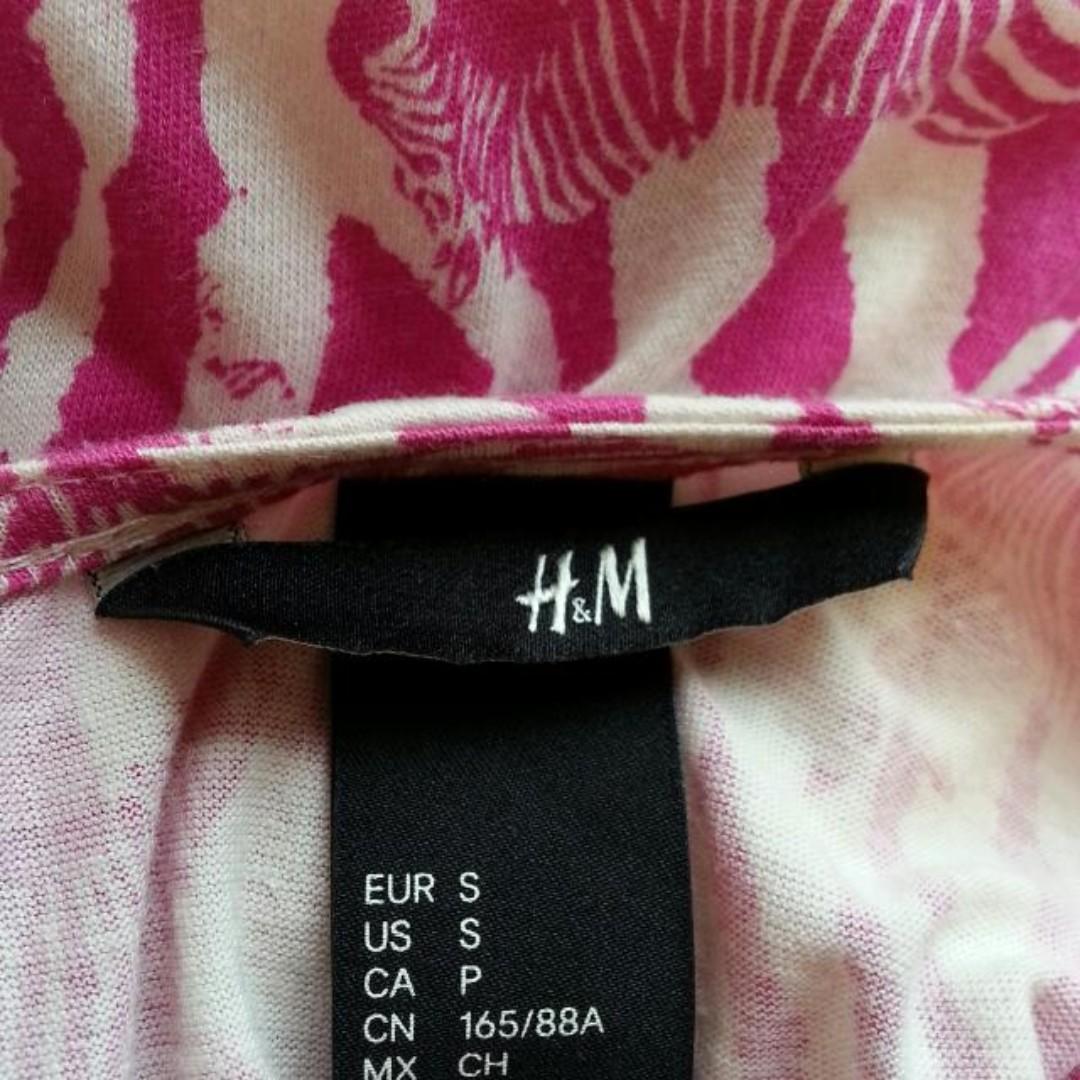 H&M
EUR S
US S
CA P
CN 165/88A
MX CH